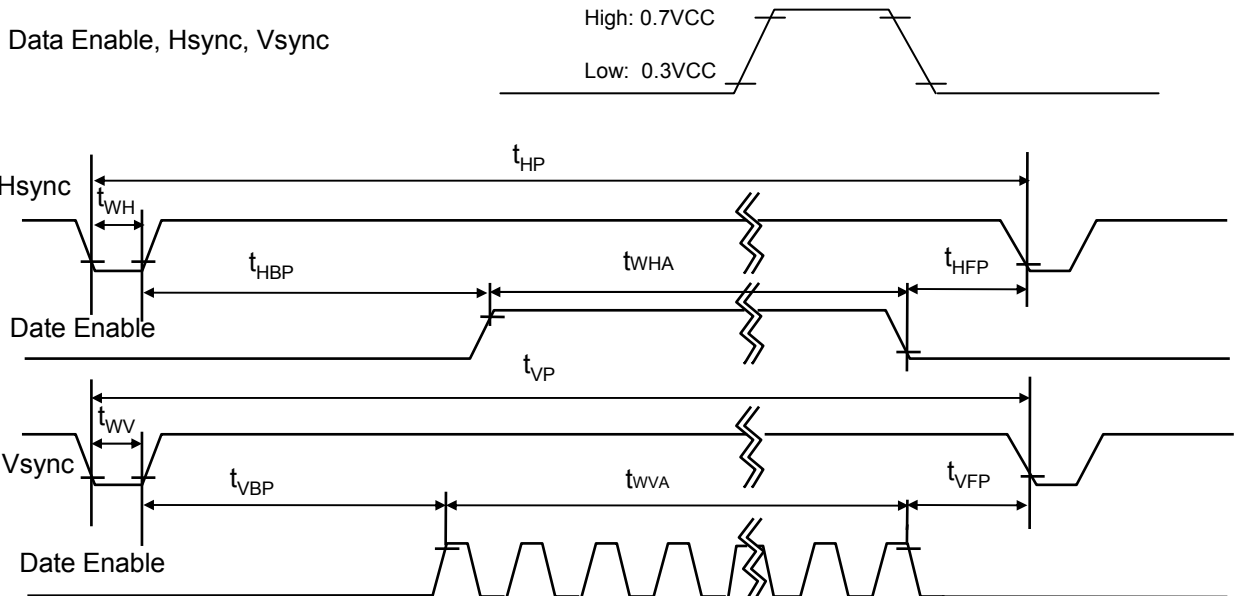 Data Enable, Hsync, Vsync
High: 0.7VCC
Low: 0.3VCC
tHP
Hsync
tWH
tHBP
tWHA
tHFP
Date Enable
tVP
tWV
Vsync
tVBP
tWVA
tVFP
Date Enable